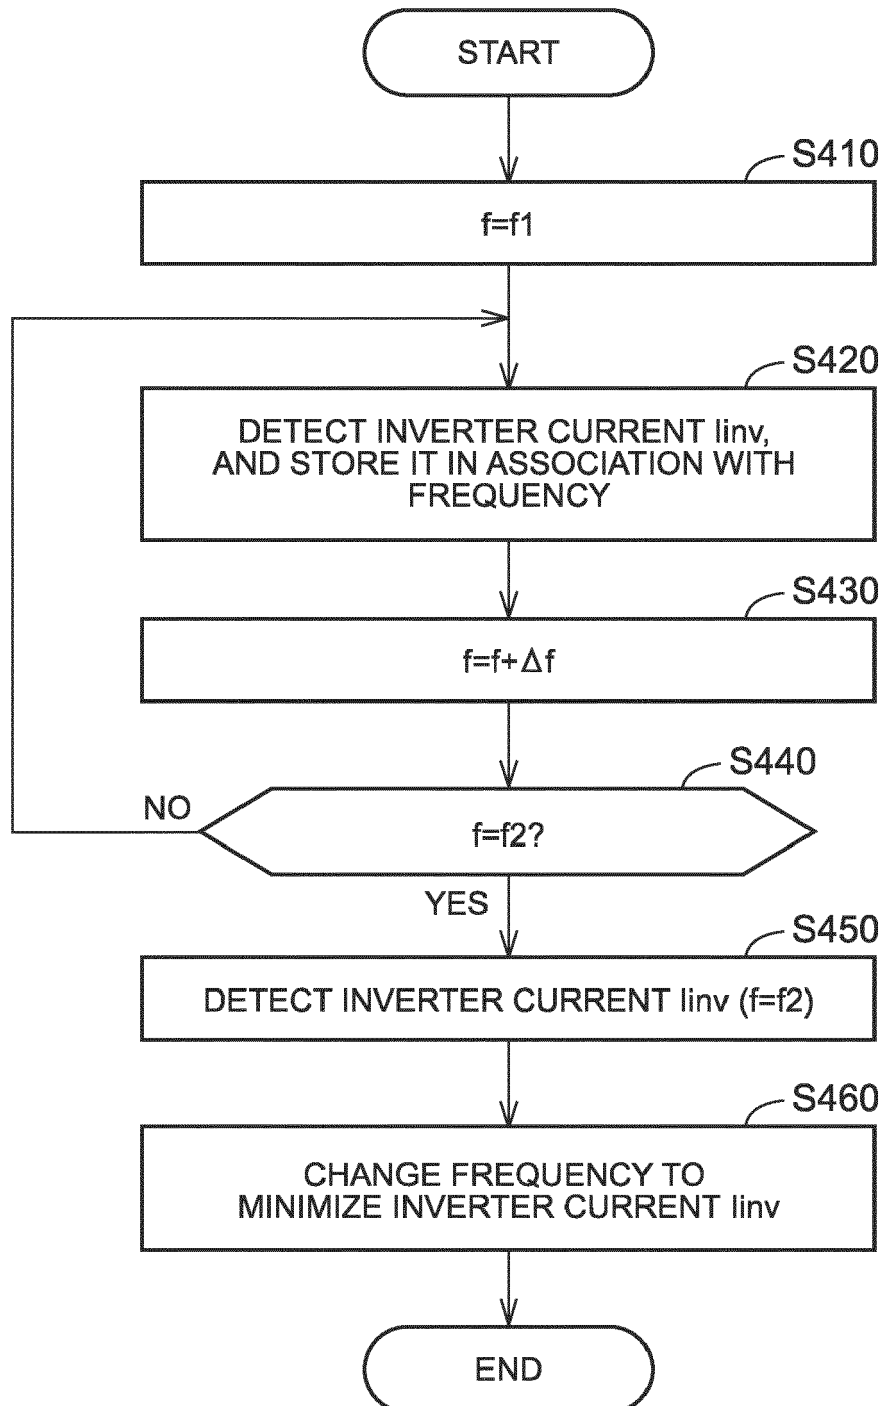 START
S410
f=f1
S420
DETECT INVERTER CURRENT Iinv,
AND STORE IT IN ASSOCIATION WITH
FREQUENCY
S430
f=f+Δf
S440
NO
f=f2?
YES
S450
DETECT INVERTER CURRENT Iinv (f=f2)
S460
CHANGE FREQUENCY TO
MINIMIZE INVERTER CURRENT Iinv
END